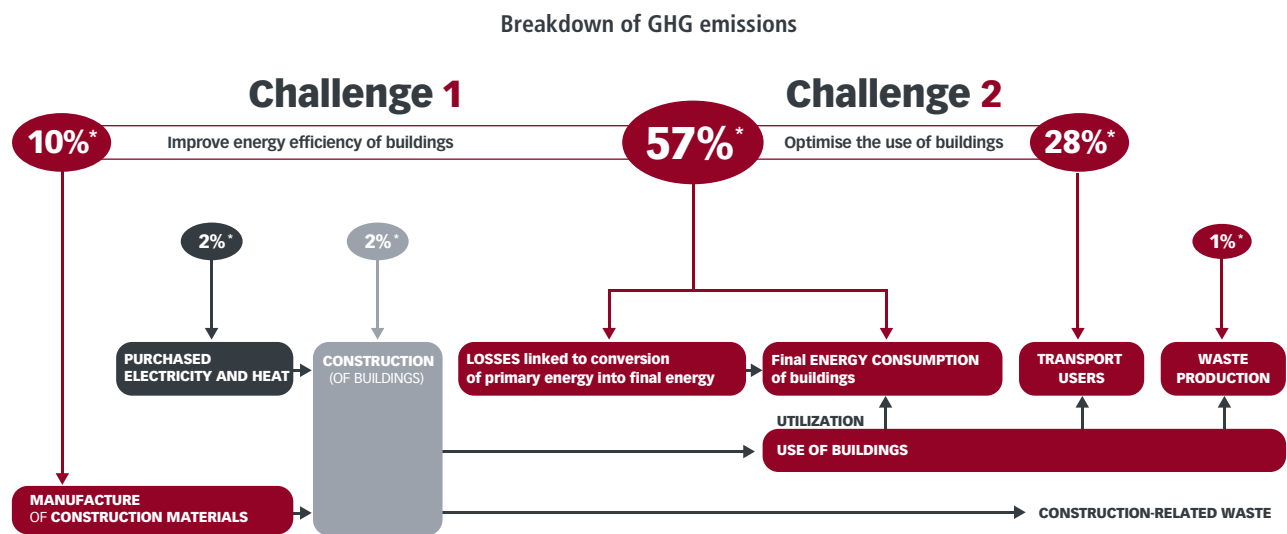 Breakdown of GHG emissions
Challenge 1
Challenge 2
10%*
Improve energy efficiency of buildings
57%*
Optimise the use of buildings
28%*
2%*
2%*
1%*
PURCHASED
ELECTRICITY AND HEAT
CONSTRUCTION
(OF BUILDINGS)
LOSSES linked to conversion
of primary energy into final energy
Final ENERGY CONSUMPTION
of buildings
TRANSPORT
USERS
WASTE
PRODUCTION
UTILIZATION
USE OF BUILDINGS
MANUFACTURE
OF CONSTRUCTION MATERIALS
CONSTRUCTION-RELATED WASTE